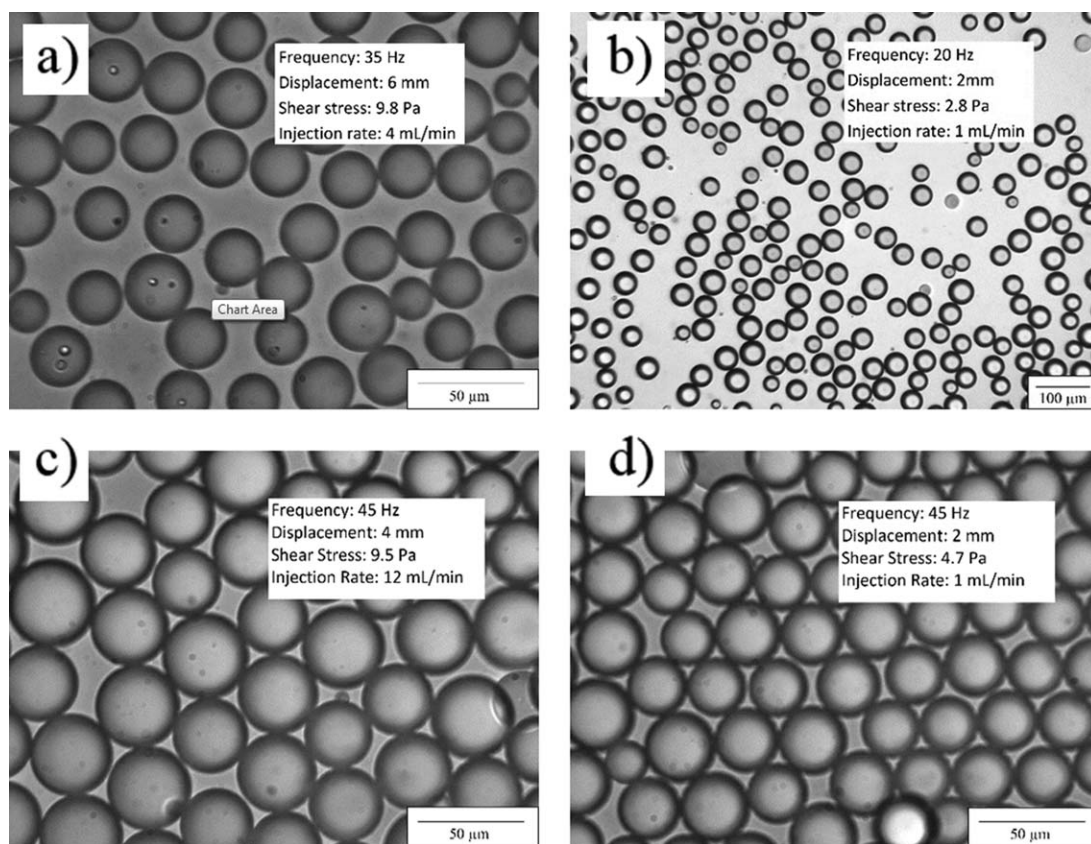 a)
Frequency: 35 Hz
Displacement: 6 mm
Shear stress: 9.8 Pa
Injection rate: 4 mL/min
Chart Area
50 µm
b)
Frequency: 20 Hz
Displacement: 2mm
Shear stress: 2.8 Pa
Injection rate: 1 mL/min
100 µm
c)
Frequency: 45 Hz
Displacement: 4 mm
Shear Stress: 9.5 Pa
Injection Rate: 12 mL/min
50 µm
d)
Frequency: 45 Hz
Displacement: 2 mm
Shear Stress: 4.7 Pa
Injection Rate: 1 mL/min
50 µm